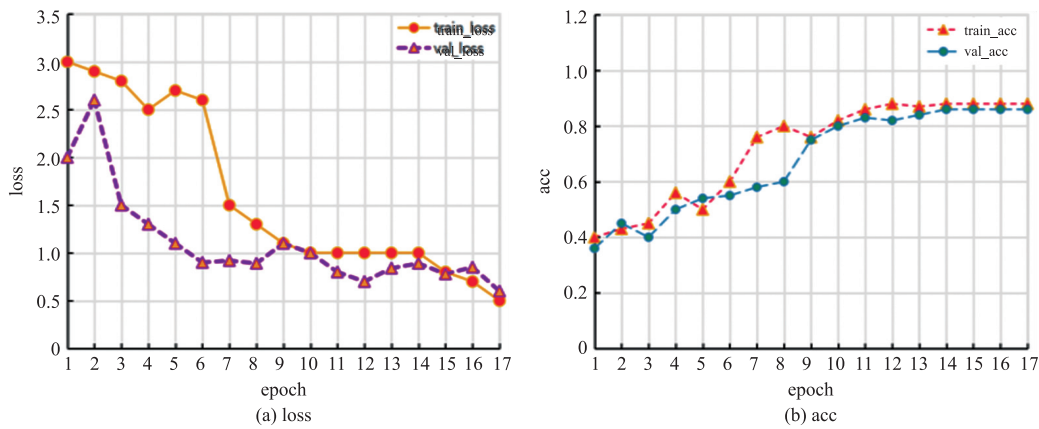 3.5
3.0
2.5
2.0
1.5
1.0
0.5
0
loss
train_loss
val_loss
1 2 3 4 5 6 7 8 9 10 11 12 13 14 15 16 17
epoch
(a) loss
1.2
1.0
0.8
0.6
0.4
0.2
0
acc
train_acc
val_acc
1 2 3 4 5 6 7 8 9 10 11 12 13 14 15 16 17
epoch
(b) acc